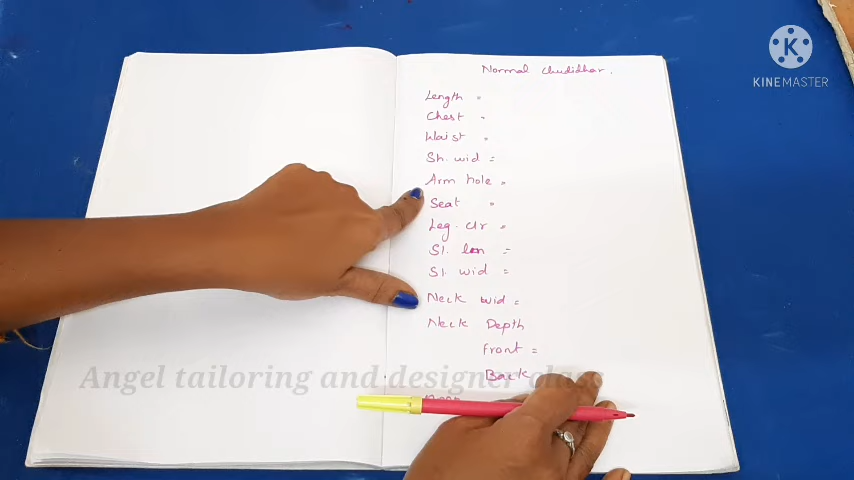 KINEMASTER
Normal Chudidhar.
Length =
Chest =
Waist =
Sh. wid =
Arm hole =
Seat =
Leg. clr =
Sl. len =
Sl. wid =
Neck wid =
Neck Depth
front =
Back
Angel tailoring and designer class